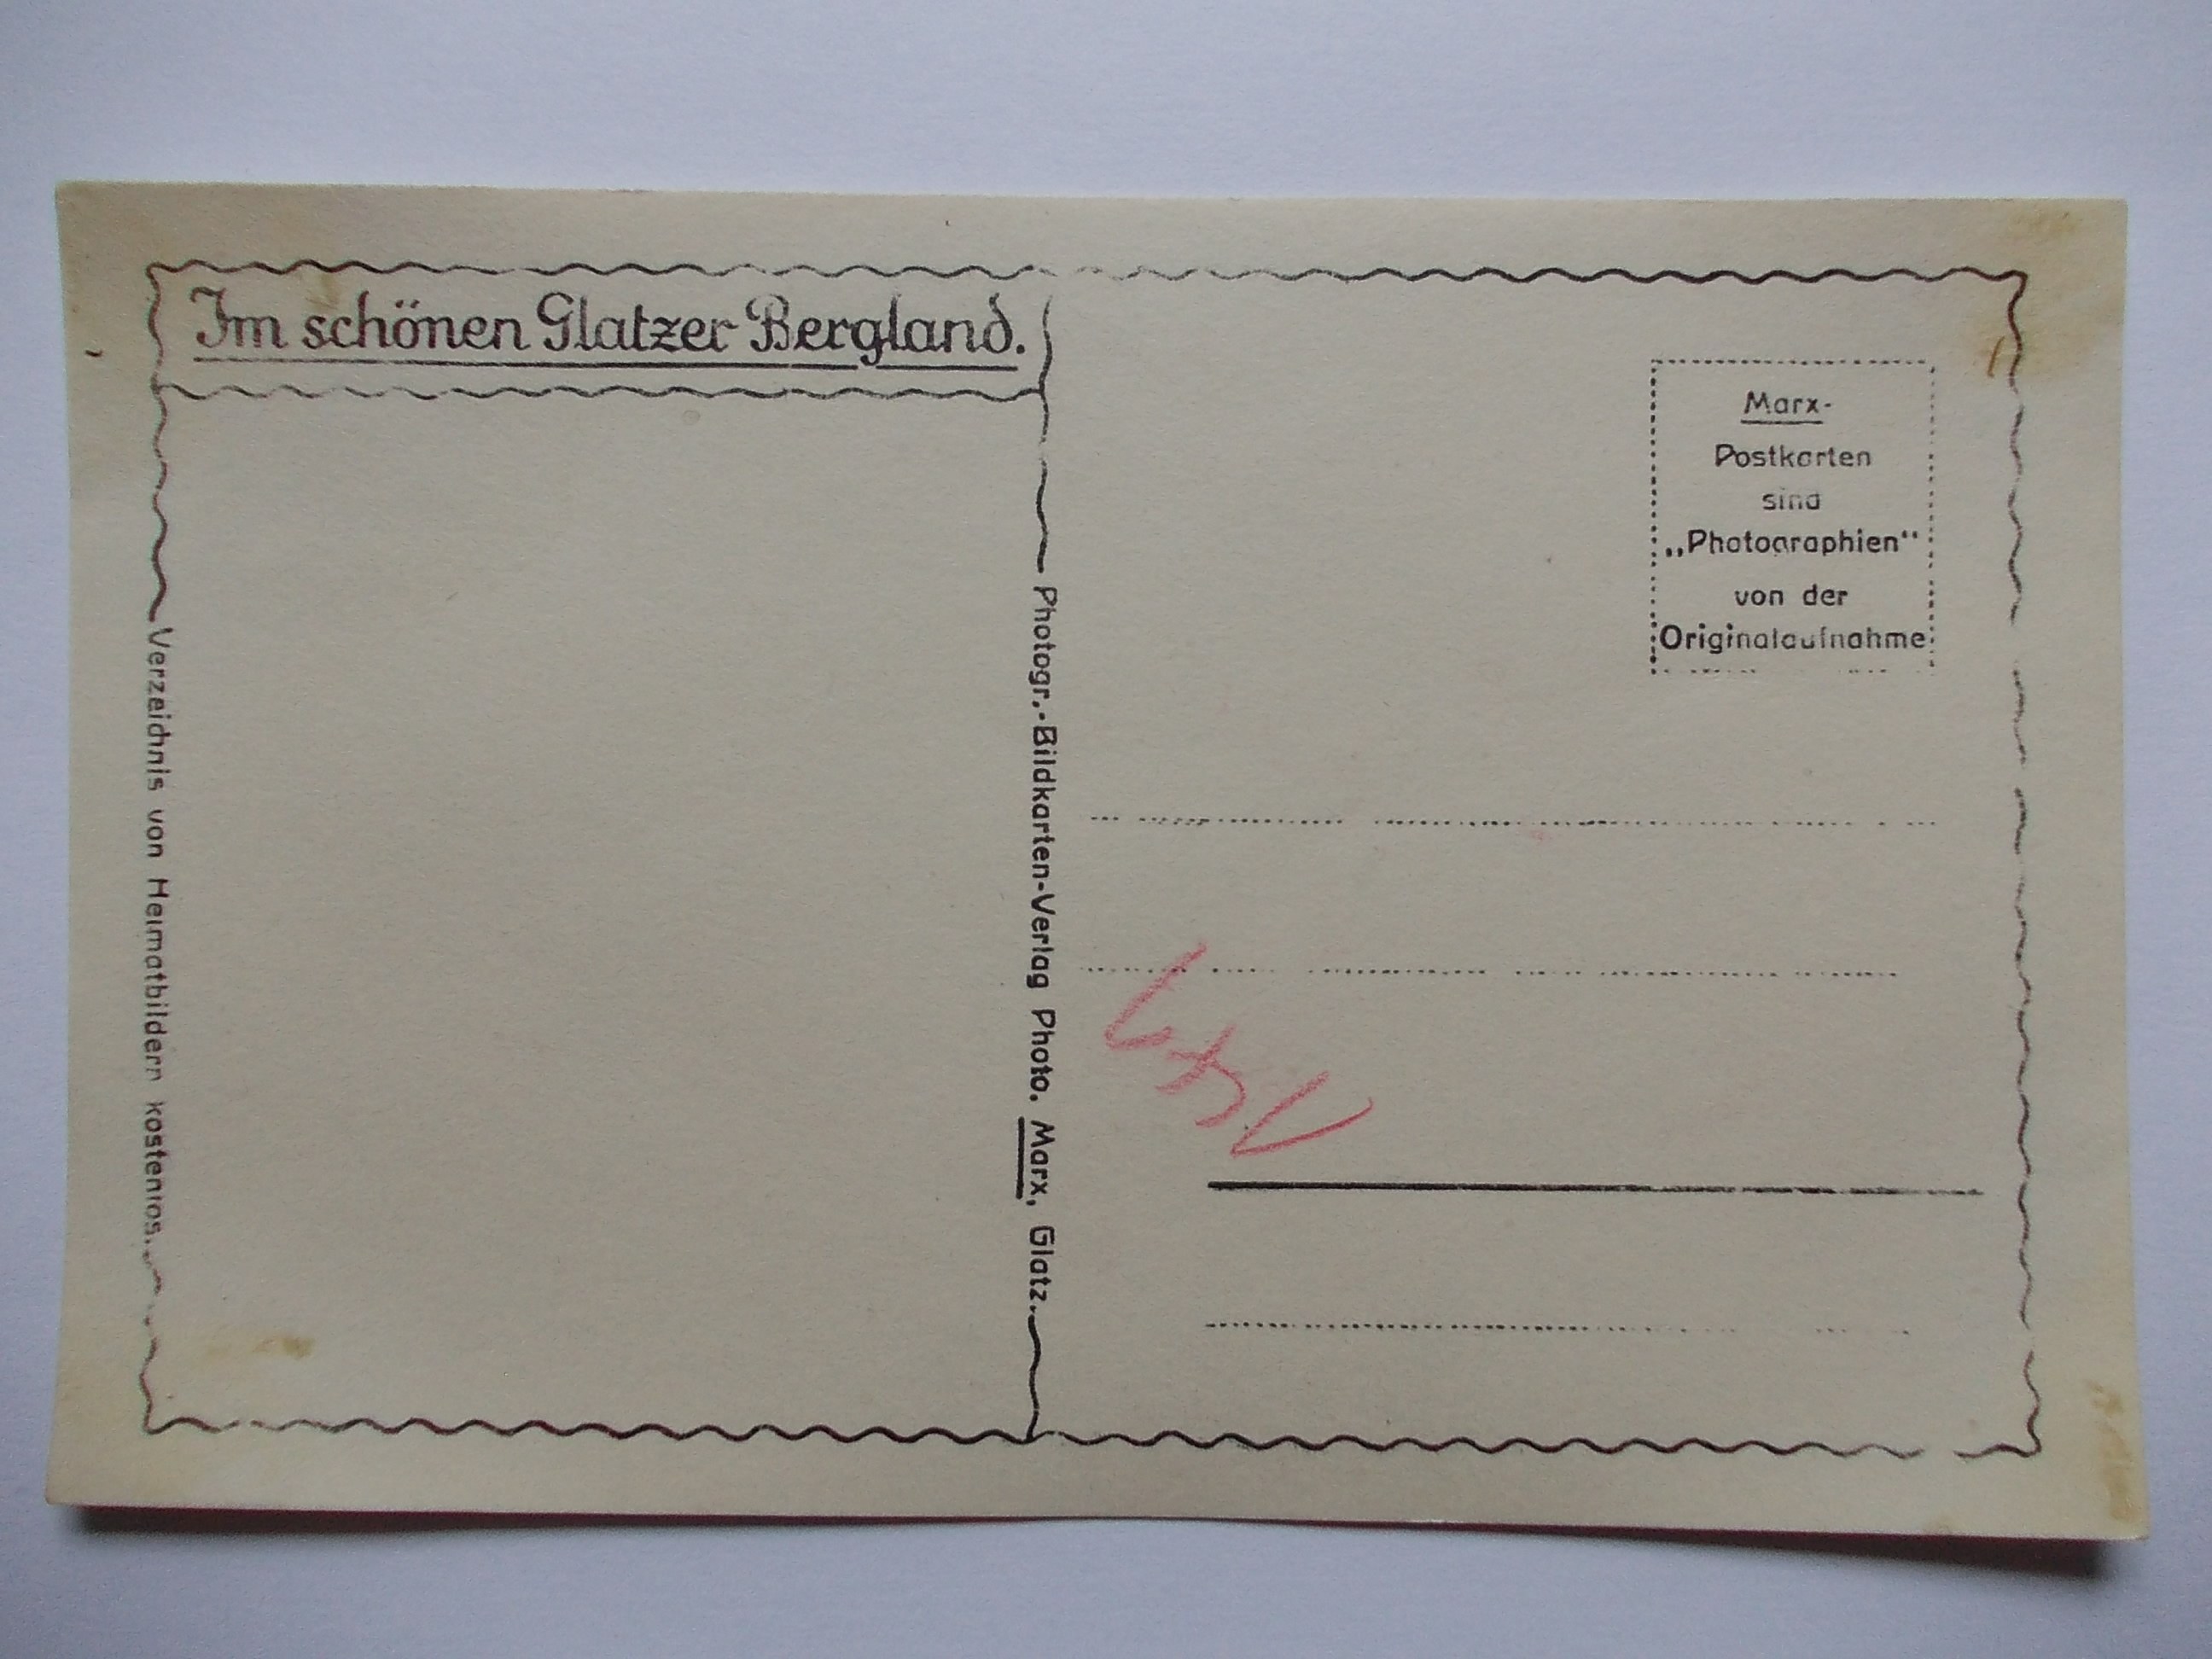 Im schönen Glatzer Bergland.
Verzeichnis von Heimatbildern kostenlos.
Photogr.-Bildkarten-Verlag Photo. Marx, Glatz.
Marx-
Postkarten
sind
„Photographien“
von der
Originalaufnahme